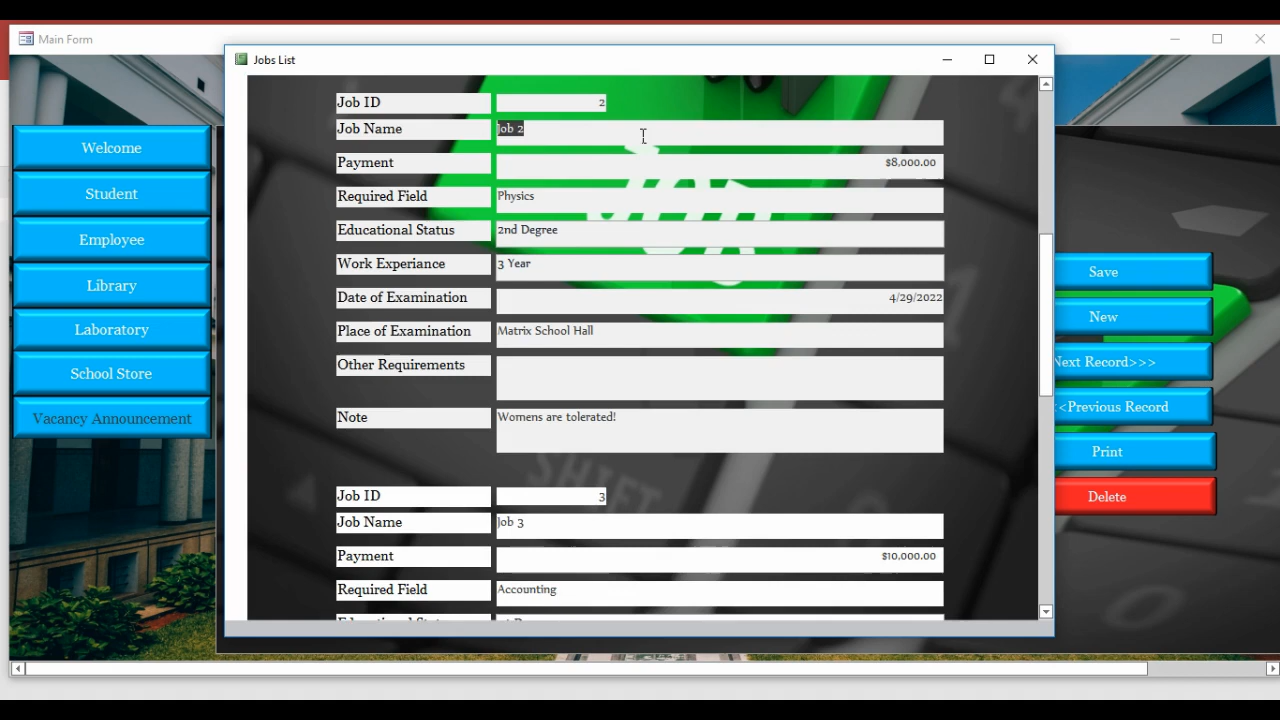 Main Form
Jobs List
Welcome
Student
Employee
Library
Laboratory
School Store
Vacancy Announcement
Job ID 2
Job Name Job 2
Payment $8,000.00
Required Field Physics
Educational Status 2nd Degree
Work Experiance 3 Year
Date of Examination 4/29/2022
Place of Examination Matrix School Hall
Other Requirements
Note Womens are tolerated!
SHIFT
Job ID 3
Job Name Job 3
Payment $10,000.00
Required Field Accounting
Save
New
Next Record>>>
<Previous Record
Print
Delete